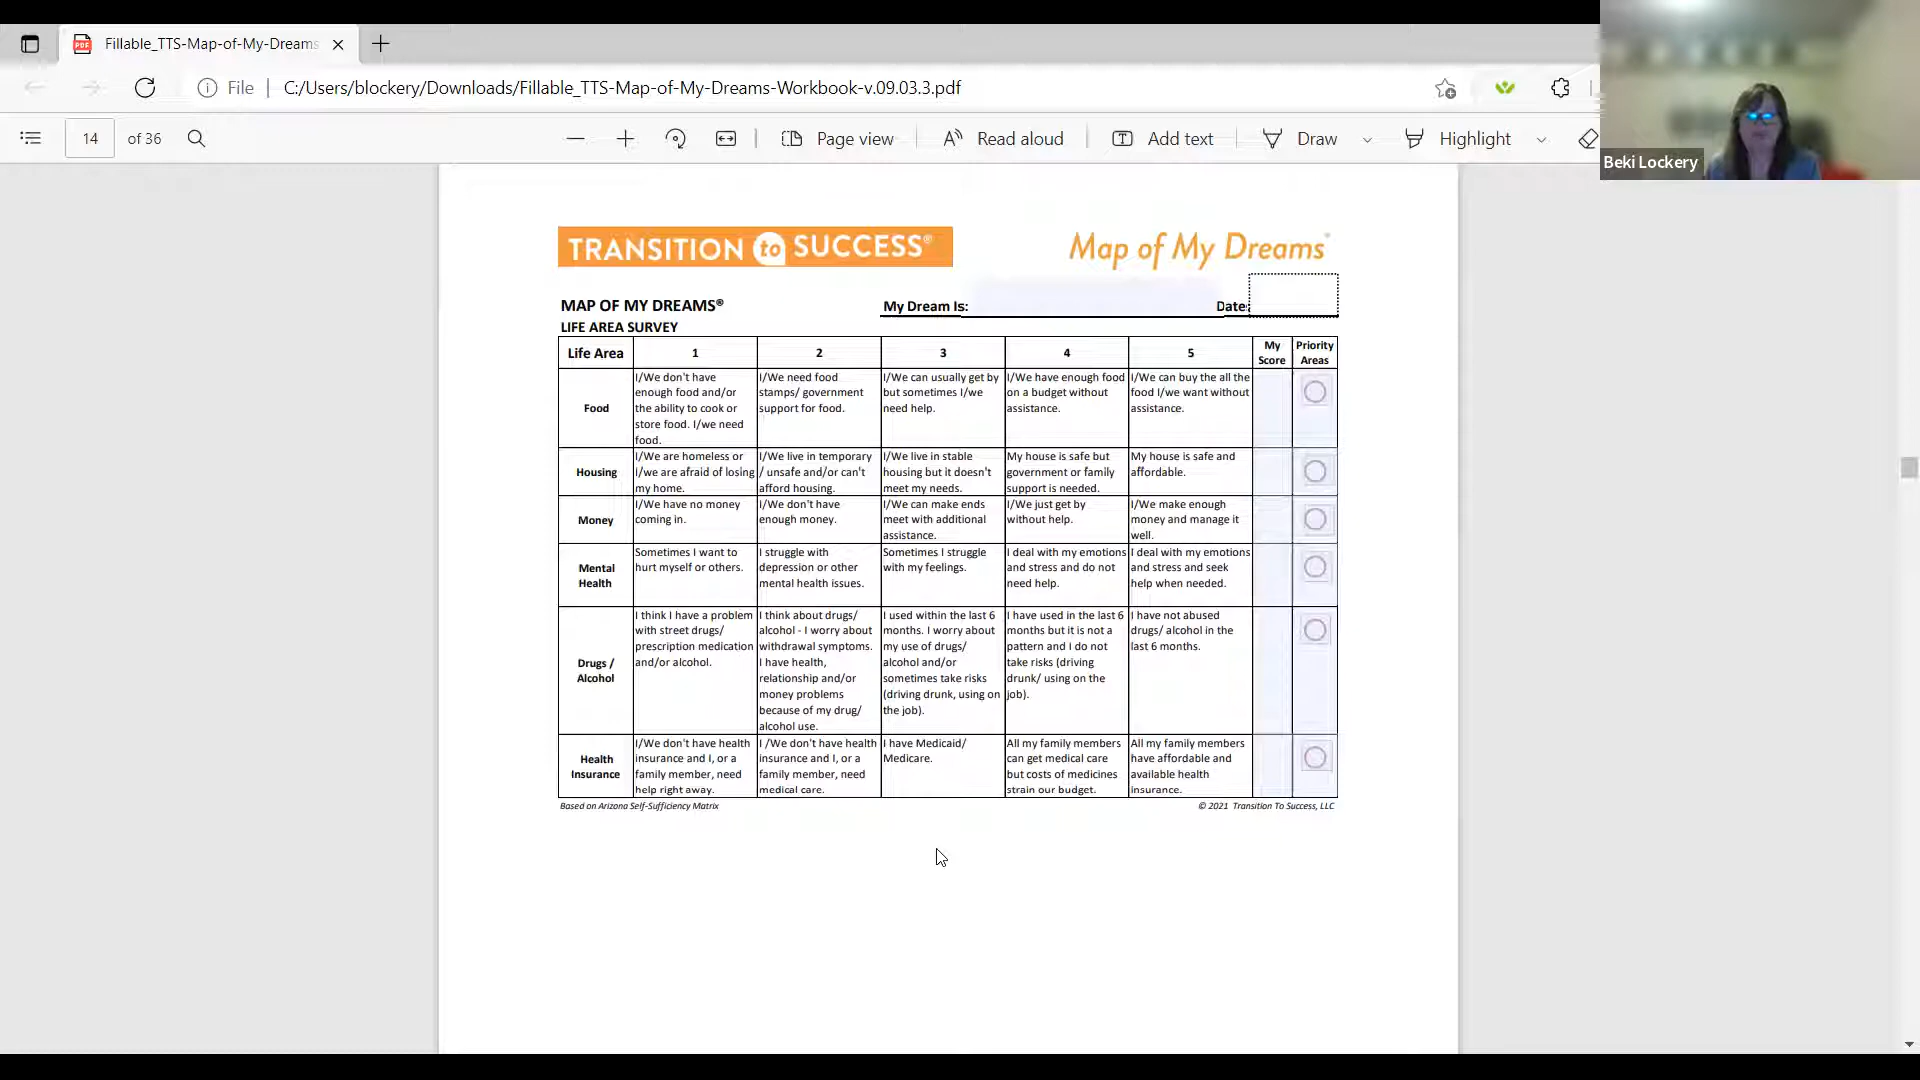 Fillable_TTS-Map-of-My-Dreams
File
C:/Users/blockery/Downloads/Fillable_TTS-Map-of-My-Dreams-Workbook-v.09.03.3.pdf
14 of 36
Page view
Read aloud
Add text
Draw
Highlight
Beki Lockery
TRANSITION to SUCCESS®
Map of My Dreams®
MAP OF MY DREAMS®
My Dream Is:
Date:
LIFE AREA SURVEY
Life Area
1
2
3
4
5
My
Score
Priority
Areas
Food
I/We don't have
enough food and/or
the ability to cook or
store food. I/we need
food.
I/We need food
stamps/ government
support for food.
I/We can usually get by
but sometimes I/we
need help.
I/We have enough food
on a budget without
assistance.
I/We can buy the all the
food I/we want without
assistance.
Housing
I/We are homeless or
i/we are afraid of losing
my home.
I/We live in temporary
/ unsafe and/or can't
afford housing.
I/We live in stable
housing but it doesn't
meet my needs.
My house is safe but
government or family
support is needed.
My house is safe and
affordable.
Money
I/We have no money
coming in.
I/We don't have
enough money.
I/We can make ends
meet with additional
assistance.
I/We just get by
without help.
I/We make enough
money and manage it
well.
Mental
Health
Sometimes I want to
hurt myself or others.
I struggle with
depression or other
mental health issues.
Sometimes I struggle
with my feelings.
I deal with my emotions
and stress and do not
need help.
I deal with my emotions
and stress and seek
help when needed.
Drugs /
Alcohol
I think I have a problem
with street drugs/
prescription medication
and/or alcohol.
I think about drugs/
alcohol - I worry about
withdrawal symptoms.
I have health,
relationship and/or
money problems
because of my drug/
alcohol use.
I used within the last 6
months. I worry about
my use of drugs/
alcohol and/or
sometimes take risks
(driving drunk, using on
the job).
I have used in the last 6
months but it is not a
pattern and I do not
take risks (driving
drunk/ using on the
job).
I have not abused
drugs/ alcohol in the
last 6 months.
Health
Insurance
I/We don't have health
insurance and I, or a
family member, need
help right away.
I /We don't have health
insurance and I, or a
family member, need
medical care.
I have Medicaid/
Medicare.
All my family members
can get medical care
but costs of medicines
strain our budget.
All my family members
have affordable and
available health
insurance.
Based on Arizona Self-Sufficiency Matrix
© 2021 Transition To Success, LLC